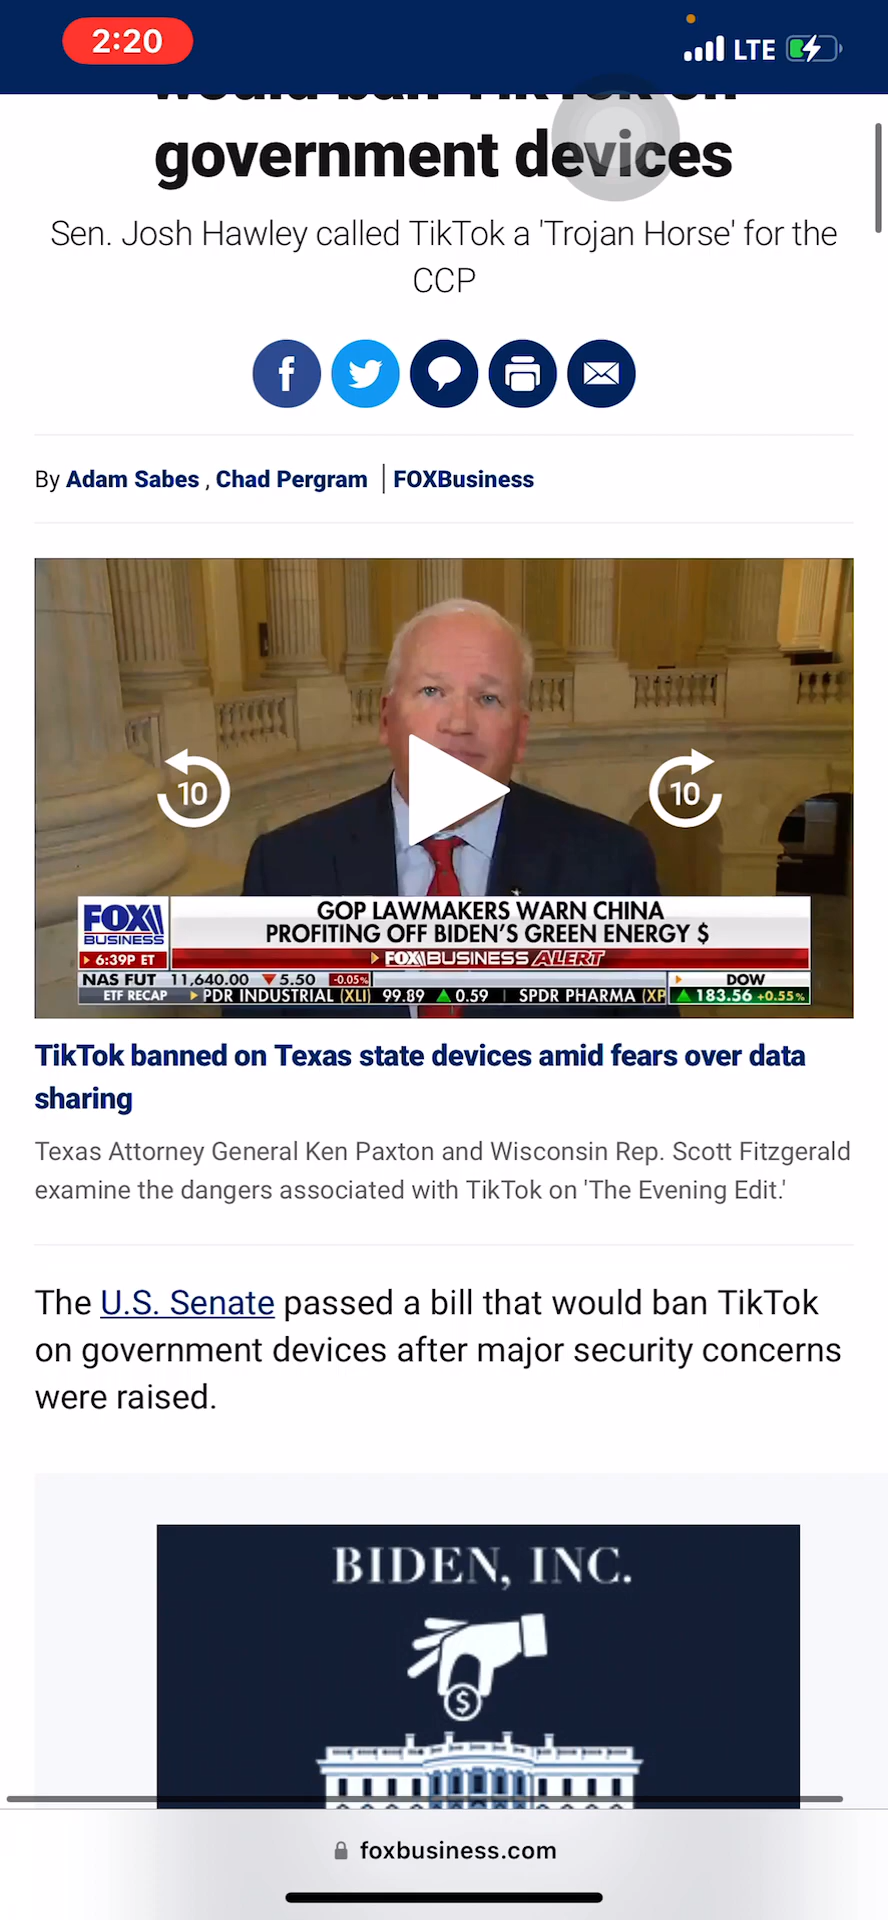 2:20
LTE
would ban TikTok on
government devices
Sen. Josh Hawley called TikTok a 'Trojan Horse' for the
CCP
By Adam Sabes , Chad Pergram | FOXBusiness
10
10
FOX
BUSINESS
GOP LAWMAKERS WARN CHINA
PROFITING OFF BIDEN'S GREEN ENERGY $
6:39P ET
FOX BUSINESS ALERT
NAS FUT 11,640.00 ▼5.50 -0.05%
DOW
ETF RECAP PDR INDUSTRIAL (XLI) 99.89 ▲0.59 SPDR PHARMA (XP
▲183.56 +0.55%
TikTok banned on Texas state devices amid fears over data
sharing
Texas Attorney General Ken Paxton and Wisconsin Rep. Scott Fitzgerald
examine the dangers associated with TikTok on 'The Evening Edit.'
The U.S. Senate passed a bill that would ban TikTok
on government devices after major security concerns
were raised.
BIDEN, INC.
$
foxbusiness.com